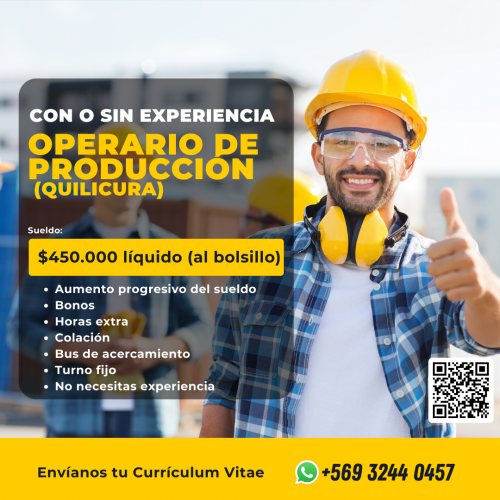 CON O SIN EXPERIENCIA
OPERARIO DE
PRODUCCIÓN
(QUILICURA)
Sueldo:
$450.000 líquido (al bolsillo)
• Aumento progresivo del sueldo
• Bonos
• Horas extra
• Colación
• Bus de acercamiento
• Turno fijo
• No necesitas experiencia
Envíanos tu Currículum Vitae
+569 3244 0457